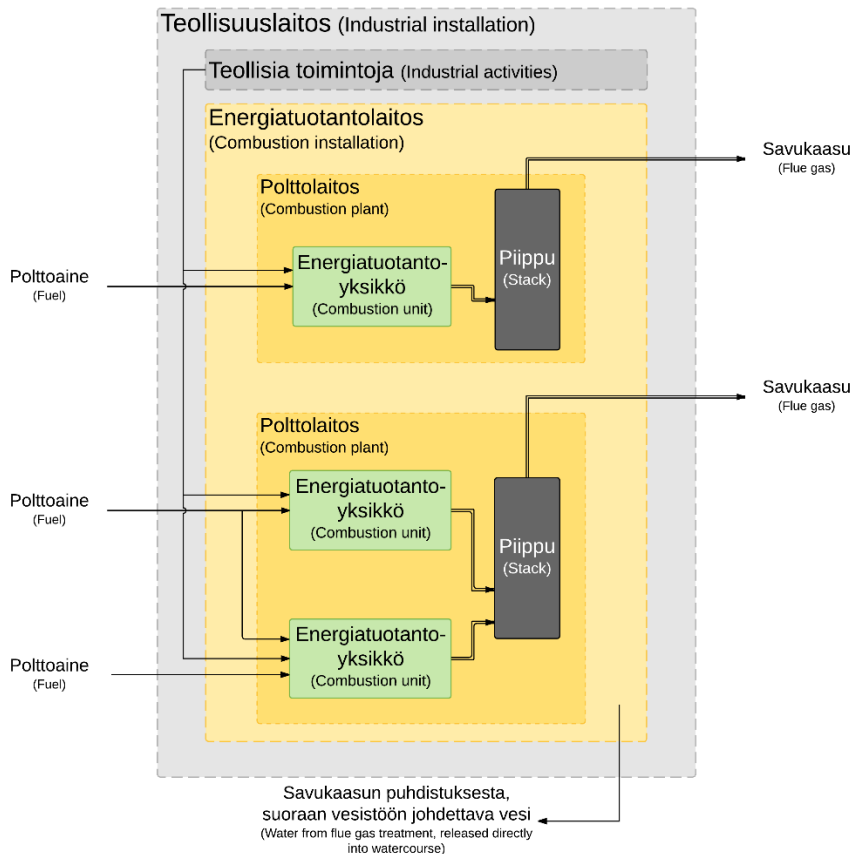 Teollisuuslaitos (Industrial installation)
Teollisia toimintoja (Industrial activities)
Energiatuotantolaitos
(Combustion installation)
Savukaasu
(Flue gas)
Polttolaitos
(Combustion plant)
Piippu
(Stack)
Energiatuotanto-
yksikkö
(Combustion unit)
Polttoaine
(Fuel)
Savukaasu
(Flue gas)
Polttolaitos
(Combustion plant)
Energiatuotanto-
yksikkö
(Combustion unit)
Polttoaine
(Fuel)
Piippu
(Stack)
Energiatuotanto-
yksikkö
(Combustion unit)
Polttoaine
(Fuel)
Savukaasun puhdistuksesta,
suoraan vesistöön johdettava vesi
(Water from flue gas treatment, released directly
into watercourse)